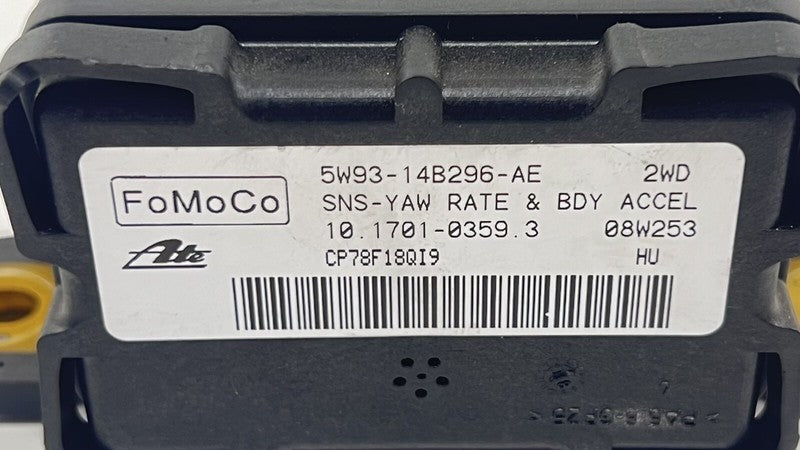 5W93-14B296-AE 2WD
FoMoCo SNS-YAW RATE & BDY ACCEL
10.1701-0359.3 08W253
Ate CP78F18QI9 HU